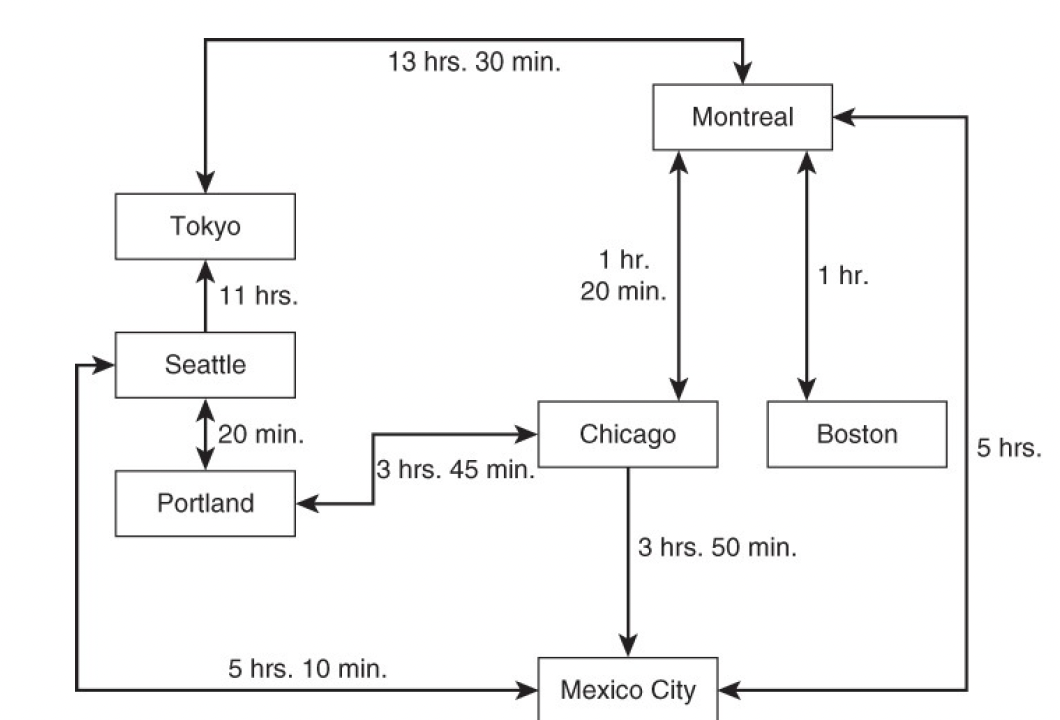 13 hrs. 30 min.
Montreal
Tokyo
1 hr.
20 min.
1 hr.
11 hrs.
Seattle
20 min.
Chicago
Boston
5 hrs.
3 hrs. 45 min.
Portland
3 hrs. 50 min.
5 hrs. 10 min.
Mexico City